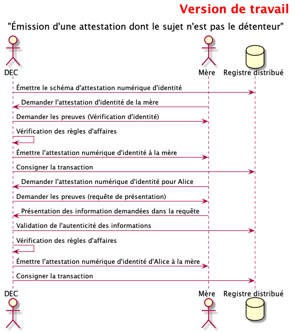 Version de travail
"Émission d'une attestation dont le sujet n'est pas le détenteur"
DEC Mère Registre distribué
Émettre le schéma d'attestation numérique d'identité
Demander l'attestation d'identité de la mère
Demander les preuves (Vérification d'identité)
Vérification des règles d'affaires
Émettre l'attestation numérique d'identité à la mère
Consigner la transaction
Demander l'attestation numérique d'identité pour Alice
Demander les preuves (requête de présentation)
Présentation des information demandées dans la requête
Validation de l'autenticité des informations
Vérification des règles d'affaires
Émettre l'attestation numérique d'identité d'Alice à la mère
Consigner la transaction
DEC Mère Registre distribué